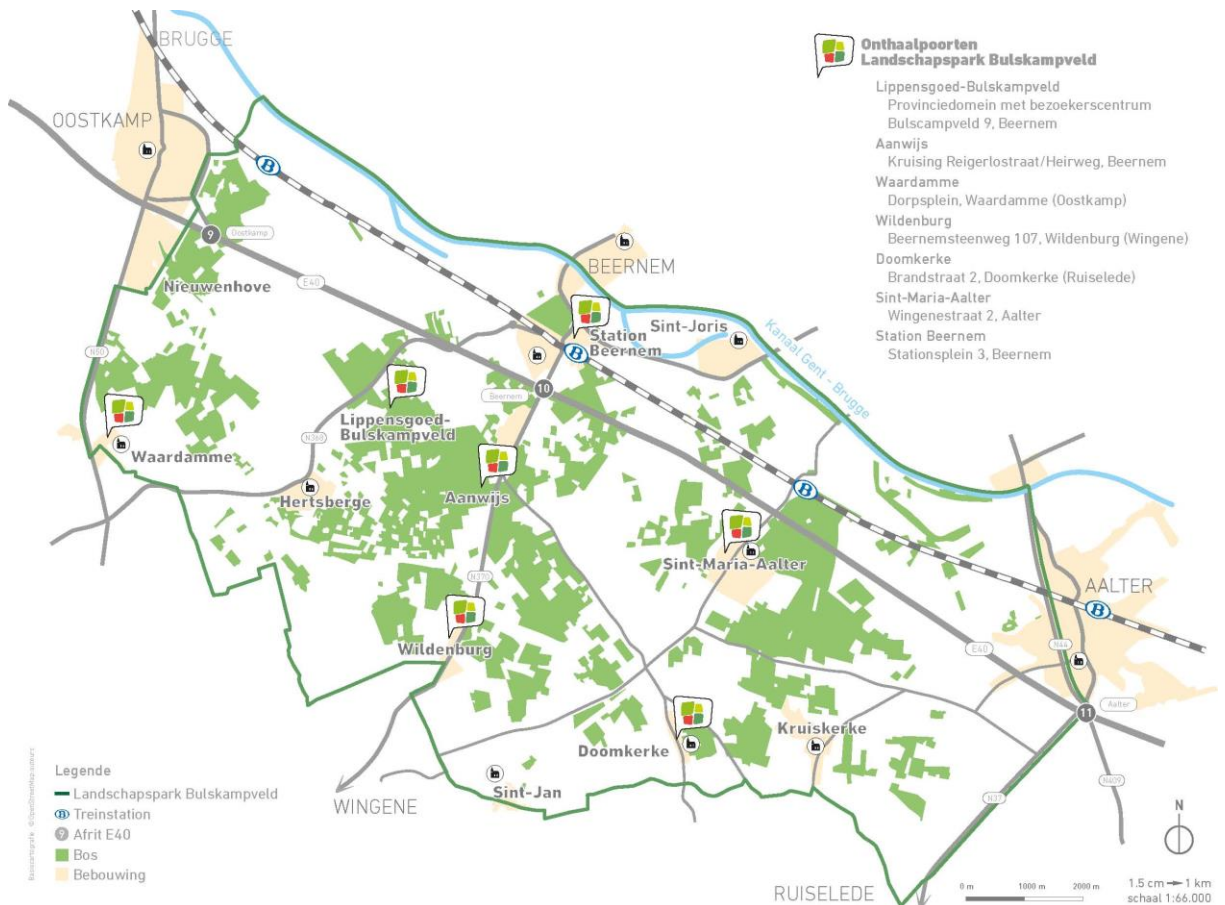 BRUGGE
OOSTKAMP
B
9
Oostkamp
E40
Nieuwenhove
N50
Waardamme
Lippensgoed-
Bulskampveld
N368
Hertsberge
BEERNEM
Station
Beernem
B
Sint-Joris
Kanaal Gent - Brugge
10
Beernem
Aanwijs
N370
Wildenburg
WINGENE
Sint-Jan
B
Sint-Maria-Aalter
Doomkerke
Kruiskerke
RUISELEDE
E40
AALTER
B
N44
11
Aalter
N409
N37
Onthaalpoorten
Landschapspark Bulskampveld
Lippensgoed-Bulskampveld
Provinciedomein met bezoekerscentrum
Bulscampveld 9, Beernem
Aanwijs
Kruising Reigerlostraat/Heirweg, Beernem
Waardamme
Dorpsplein, Waardamme (Oostkamp)
Wildenburg
Beernemsteenweg 107, Wildenburg (Wingene)
Doomkerke
Brandstraat 2, Doomkerke (Ruiselede)
Sint-Maria-Aalter
Wingenestraat 2, Aalter
Station Beernem
Stationsplein 3, Beernem
Legende
Landschapspark Bulskampveld
B Treinstation
9 Afrit E40
Bos
Bebouwing
N
0 m 1000 m 2000 m
1.5 cm → 1 km
schaal 1:66.000